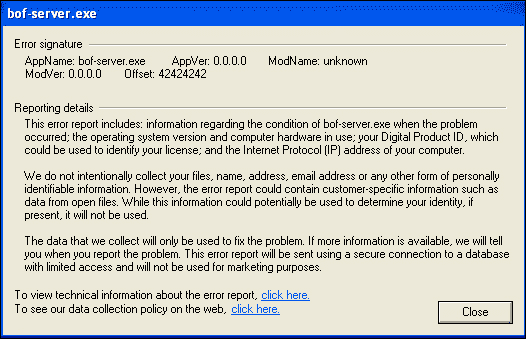 bof-server.exe
Error signature
AppName: bof-server.exe AppVer: 0.0.0.0 ModName: unknown
ModVer: 0.0.0.0 Offset: 42424242
Reporting details
This error report includes: information regarding the condition of bof-server.exe when the problem
occurred; the operating system version and computer hardware in use; your Digital Product ID, which
could be used to identify your license; and the Internet Protocol (IP) address of your computer.
We do not intentionally collect your files, name, address, email address or any other form of personally
identifiable information. However, the error report could contain customer-specific information such as
data from open files. While this information could potentially be used to determine your identity, if
present, it will not be used.
The data that we collect will only be used to fix the problem. If more information is available, we will tell
you when you report the problem. This error report will be sent using a secure connection to a database
with limited access and will not be used for marketing purposes.
To view technical information about the error report, click here.
To see our data collection policy on the web, click here.
Close